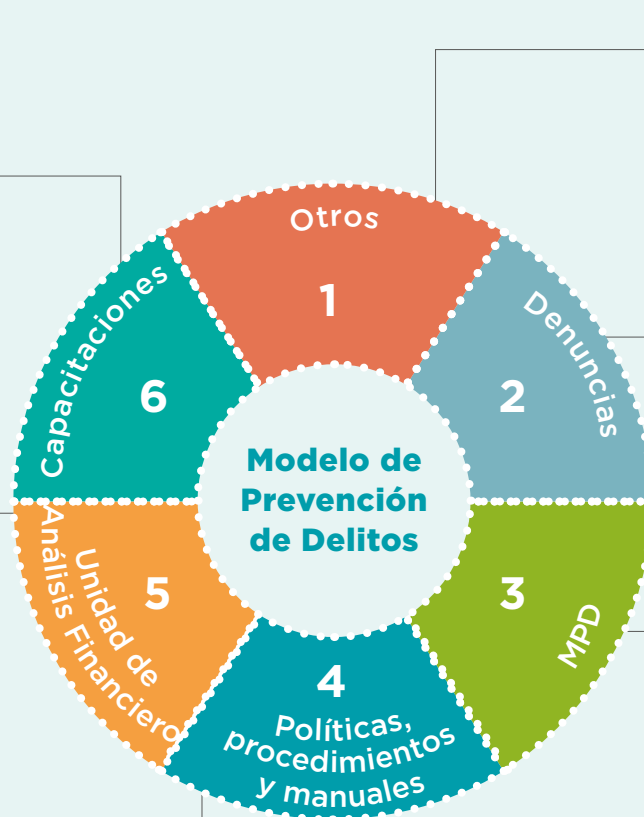 Otros
1
Denuncias
2
3
MPD
4
Políticas,
procedimientos
y manuales
5
Unidad de
Análisis Financiero
6
Capacitaciones
Modelo de
Prevención
de Delitos